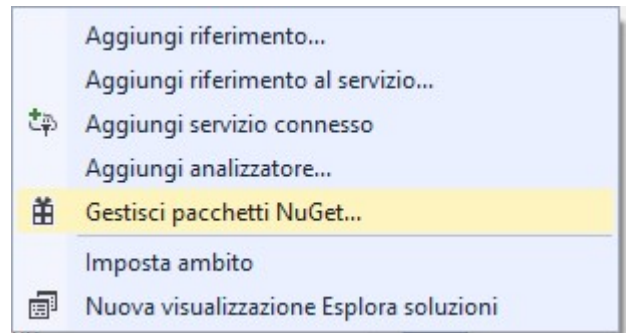 Aggiungi riferimento...
Aggiungi riferimento al servizio...
Aggiungi servizio connesso
Aggiungi analizzatore...
Gestisci pacchetti NuGet...
Imposta ambito
Nuova visualizzazione Esplora soluzioni